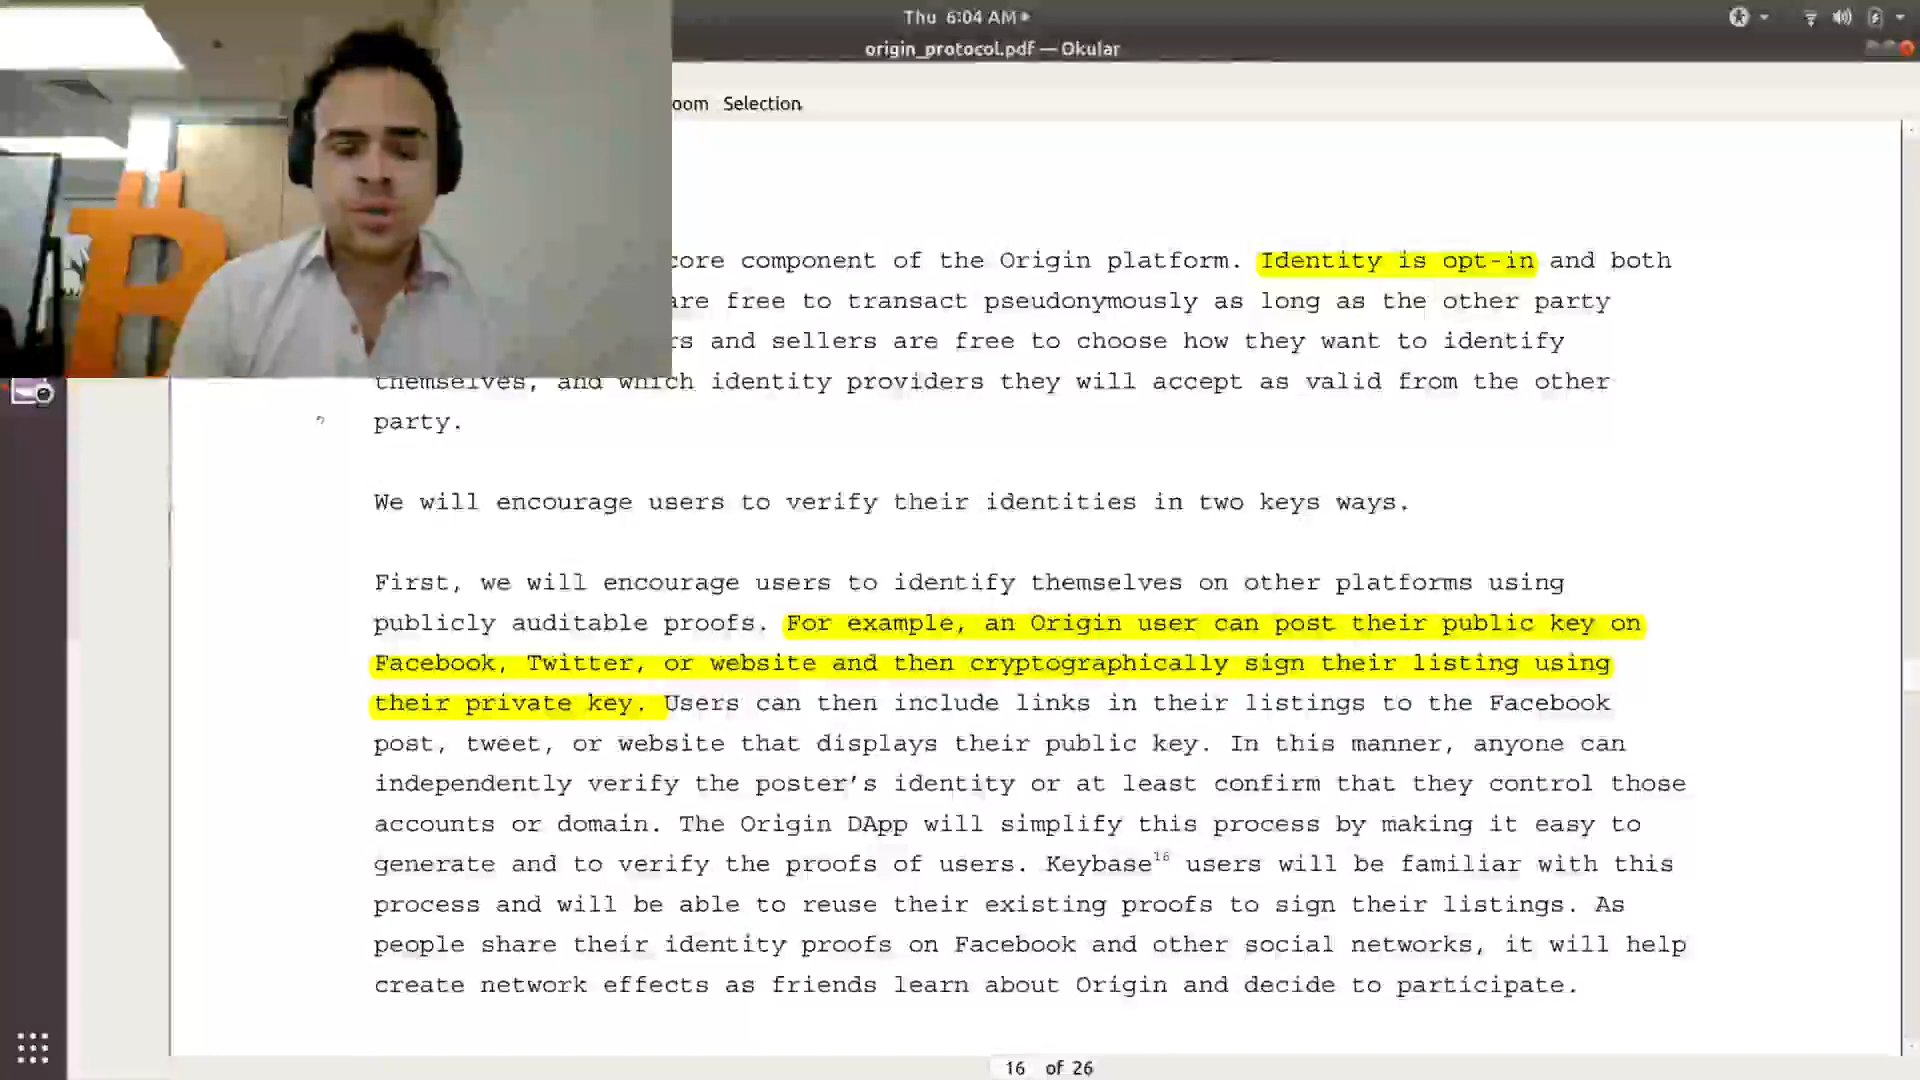 Thu 6:04 AM
origin_protocol.pdf — Okular
oom Selection
core component of the Origin platform. Identity is opt-in and both
are free to transact pseudonymously as long as the other party
rs and sellers are free to choose how they want to identify
themselves, and which identity providers they will accept as valid from the other
party.
We will encourage users to verify their identities in two keys ways.
First, we will encourage users to identify themselves on other platforms using
publicly auditable proofs. For example, an Origin user can post their public key on
Facebook, Twitter, or website and then cryptographically sign their listing using
their private key. Users can then include links in their listings to the Facebook
post, tweet, or website that displays their public key. In this manner, anyone can
independently verify the poster’s identity or at least confirm that they control those
accounts or domain. The Origin DApp will simplify this process by making it easy to
generate and to verify the proofs of users. Keybase16 users will be familiar with this
process and will be able to reuse their existing proofs to sign their listings. As
people share their identity proofs on Facebook and other social networks, it will help
create network effects as friends learn about Origin and decide to participate.
16 of 26